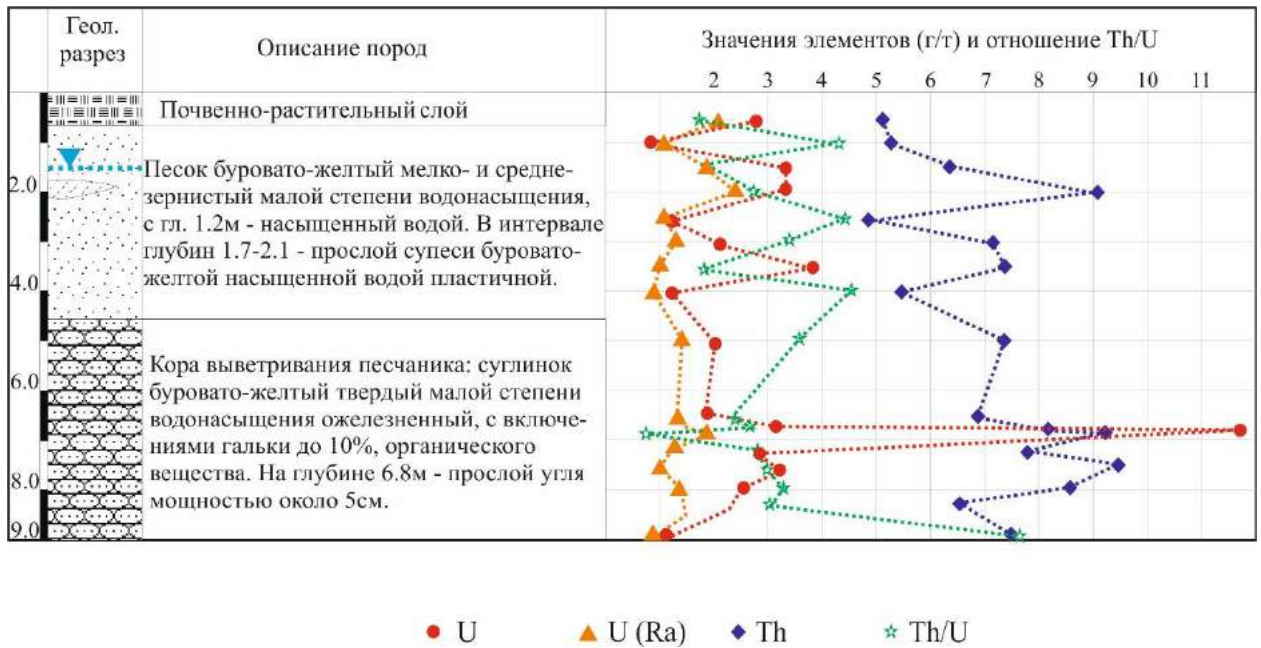 Геол.
разрез
Описание пород
Значения элементов (г/т) и отношение Th/U
2 3 4 5 6 7 8 9 10 11
Почвенно-растительный слой
Песок буровато-желтый мелко- и средне-
зернистый малой степени водонасыщения,
с гл. 1.2м - насыщенный водой. В интервале
глубин 1.7-2.1 - прослой супеси буровато-
желтой насыщенной водой пластичной.
2.0
4.0
Кора выветривания песчаника: суглинок
буровато-желтый твердый малой степени
водонасыщения ожелезненный, с включе-
ниями гальки до 10%, органического
вещества. На глубине 6.8м - прослой угля
мощностью около 5см.
6.0
8.0
9.0
U U (Ra) Th Th/U